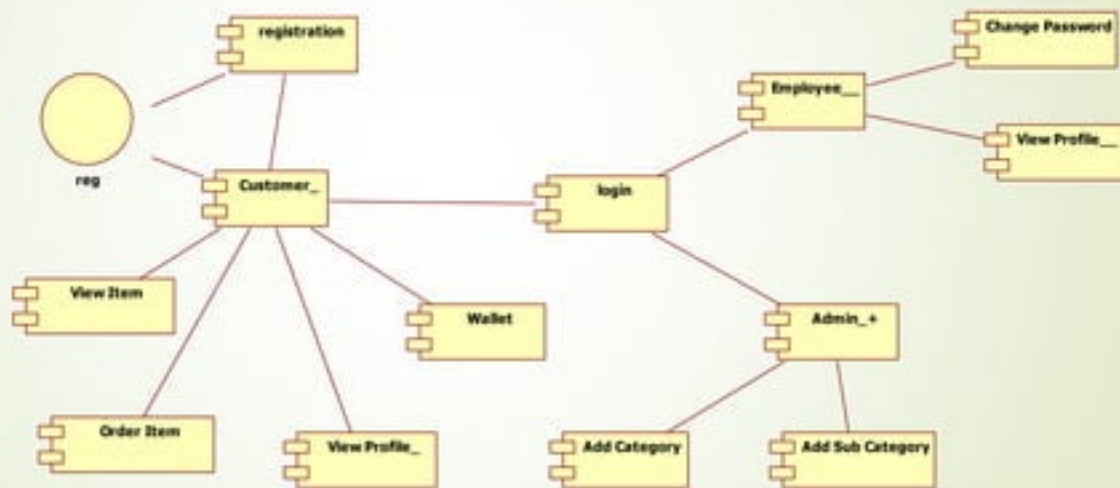 registration
Change Password
Employee__
View Profile__
reg
Customer_
login
View Item
Wallet
Admin_+
Order Item
View Profile_
Add Category
Add Sub Category